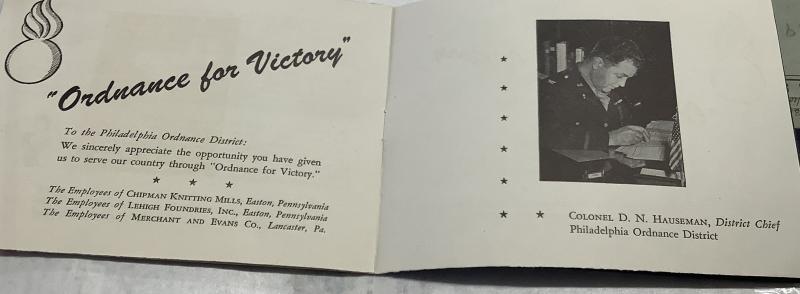 "Ordnance for Victory"
To the Philadelphia Ordnance District:
We sincerely appreciate the opportunity you have given
us to serve our country through "Ordnance for Victory."
The Employees of CHIPMAN KNITTING MILLS, Easton, Pennsylvania
The Employees of LEHIGH FOUNDRIES, INC., Easton, Pennsylvania
The Employees of MERCHANT AND EVANS CO., Lancaster, Pa.
COLONEL D. N. HAUSEMAN, District Chief
Philadelphia Ordnance District